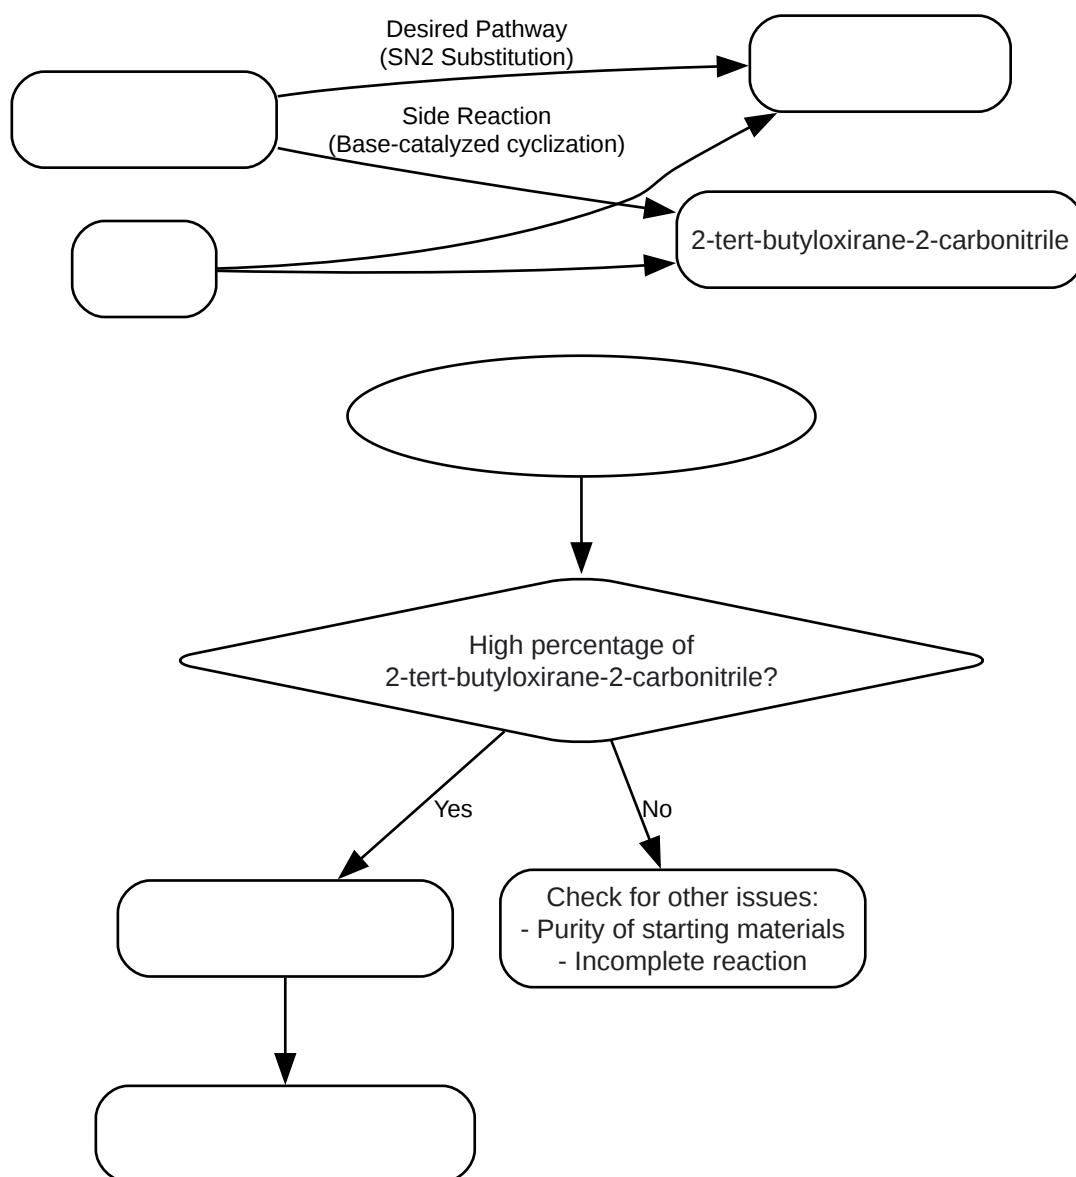 Desired Pathway
(SN2 Substitution)
Side Reaction
(Base-catalyzed cyclization)
2-tert-butyloxirane-2-carbonitrile
High percentage of
2-tert-butyloxirane-2-carbonitrile?
Yes
No
Check for other issues:
- Purity of starting materials
- Incomplete reaction